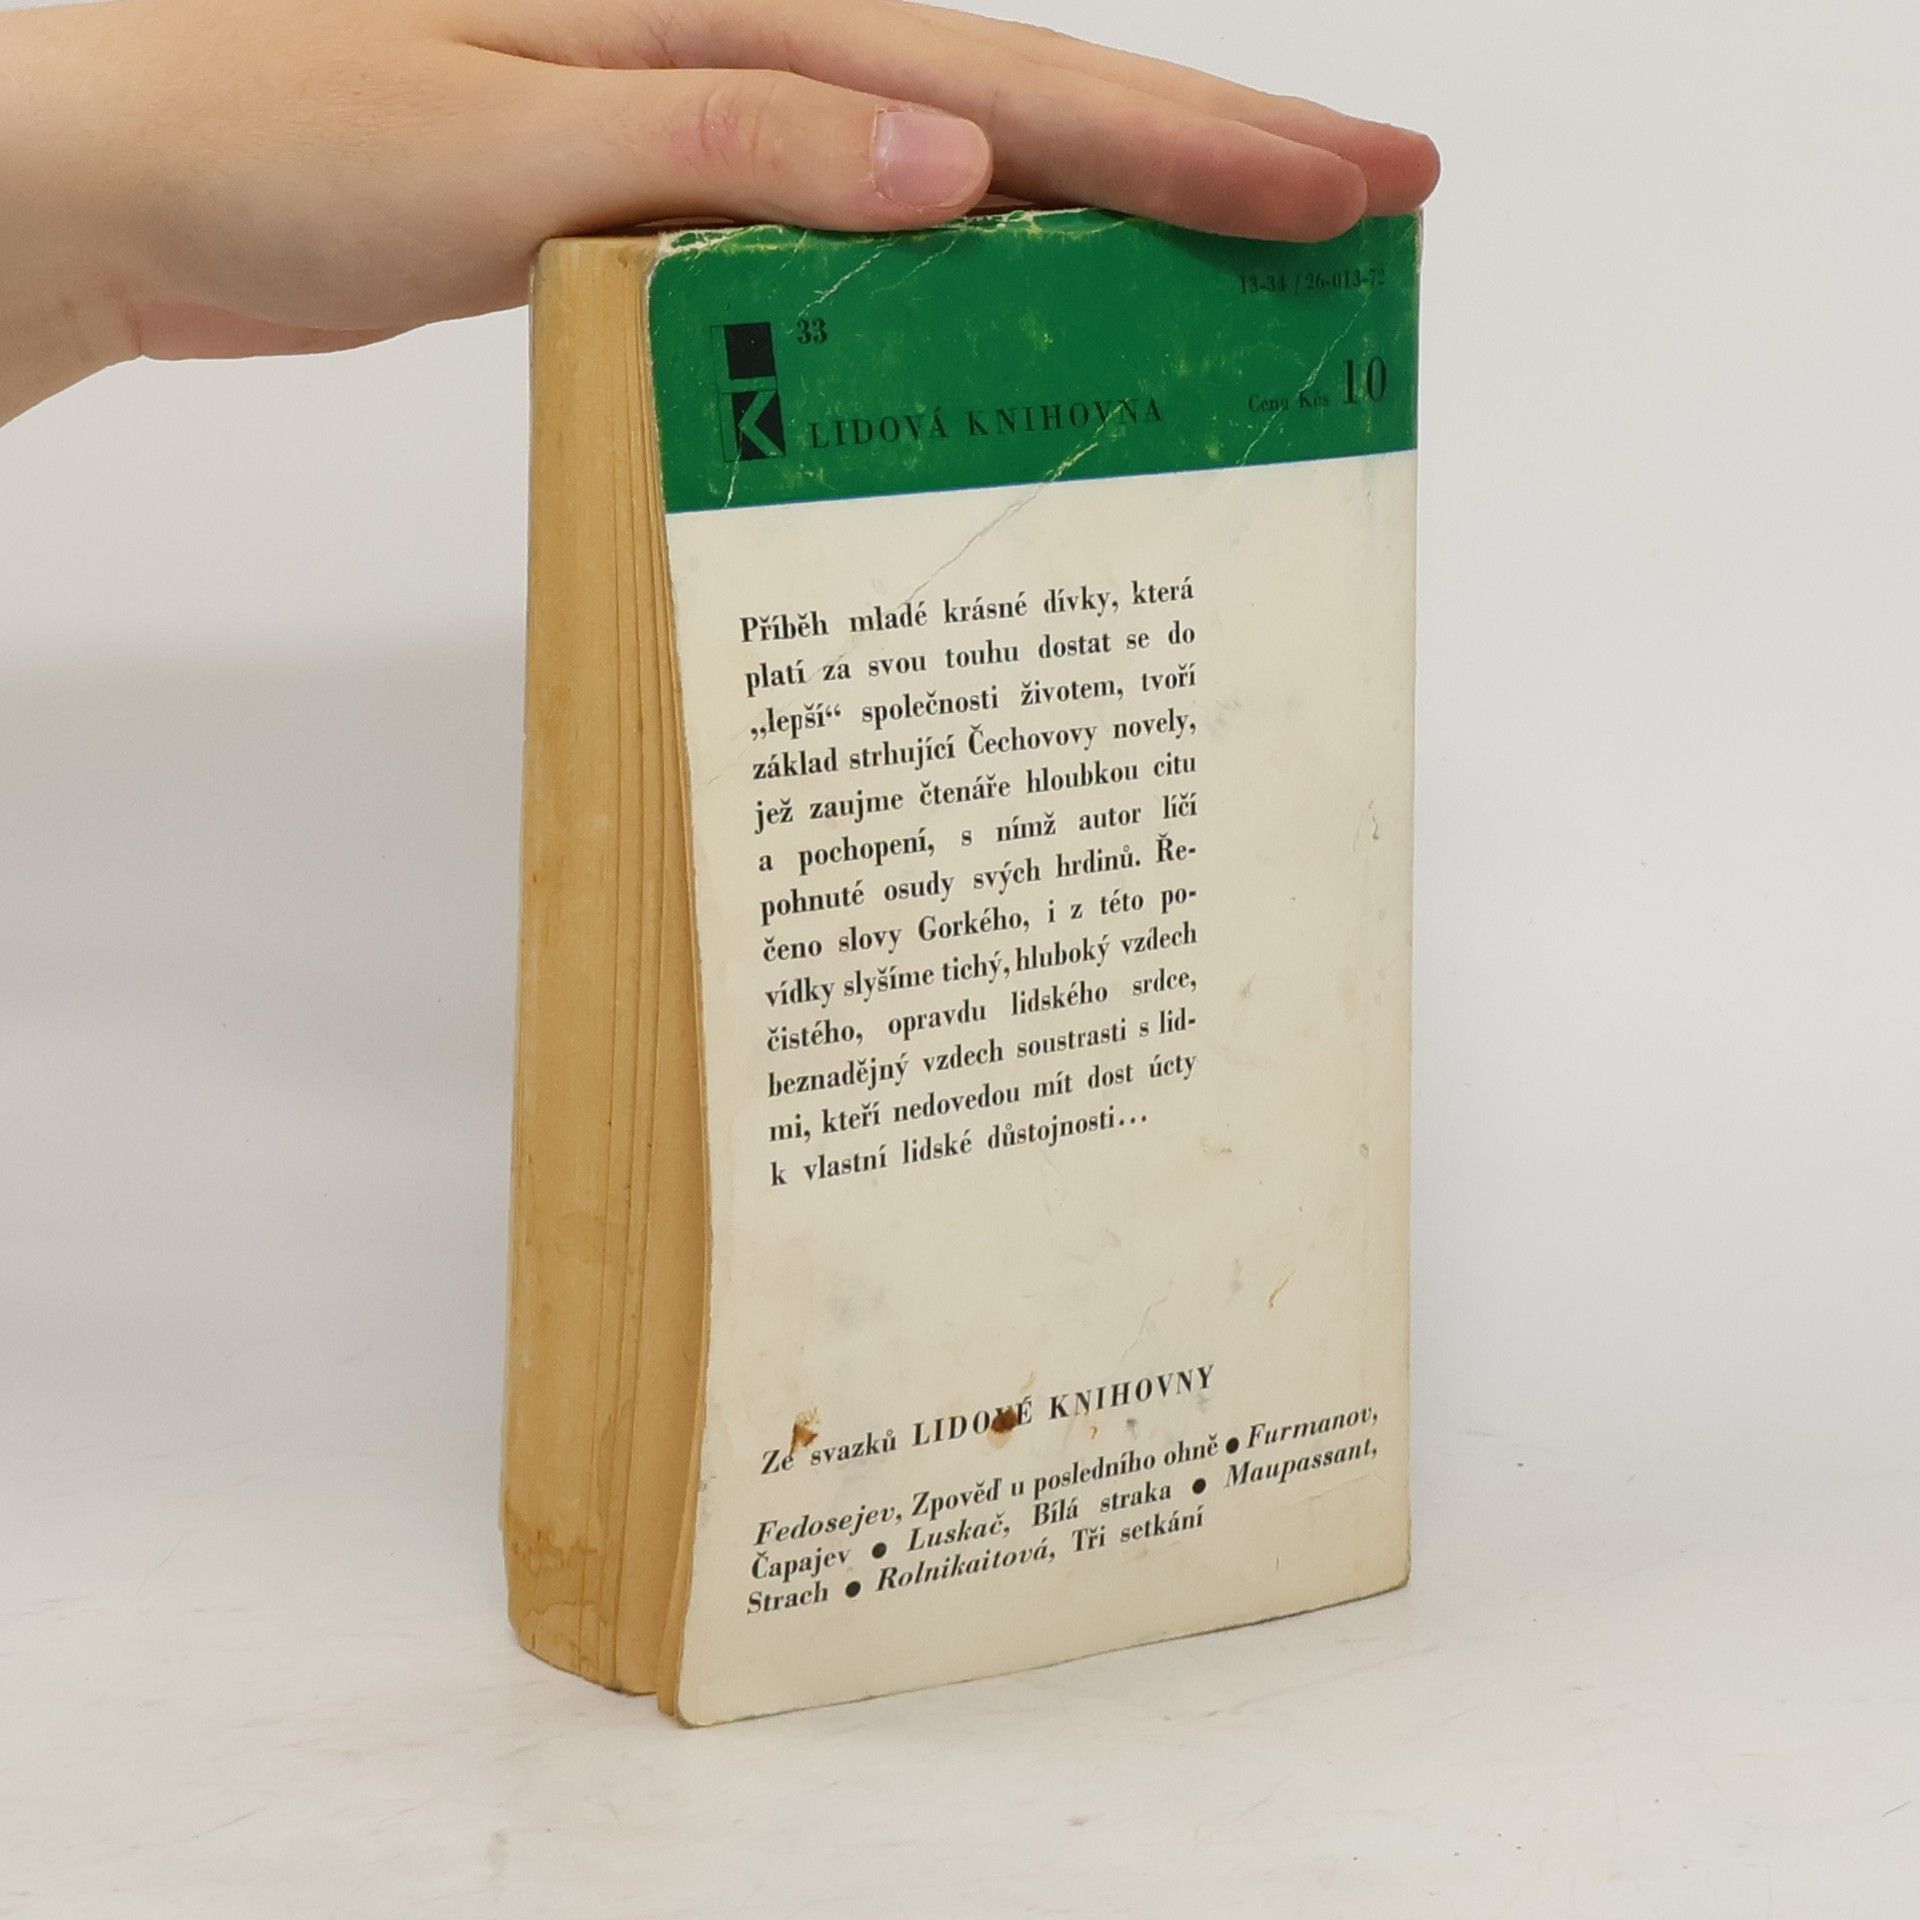 13-34 / 26-013-72
33
K
LIDOVÁ KNIHOVNA
Cena Kčs 10
Příběh mladé krásné dívky, která
platí za svou touhu dostat se do
„lepší“ společnosti životem, tvoří
základ strhující Čechovovy novely,
jež zaujme čtenáře hloubkou citu
a pochopení, s nímž autor líčí
pohnuté osudy svých hrdinů. Ře-
čeno slovy Gorkého, i z této po-
vídky slyšíme tichý, hluboký vzdech
čistého, opravdu lidského srdce,
beznadějný vzdech soustrasti s lid-
mi, kteří nedovedou mít dost úcty
k vlastní lidské důstojnosti...
Ze svazků LIDOVÉ KNIHOVNY
Fedosejev, Zpověď u posledního ohně ● Furmanov,
Čapajev ● Luskač, Bílá straka ● Maupassant,
Strach ● Rolnikaitová, Tři setkání